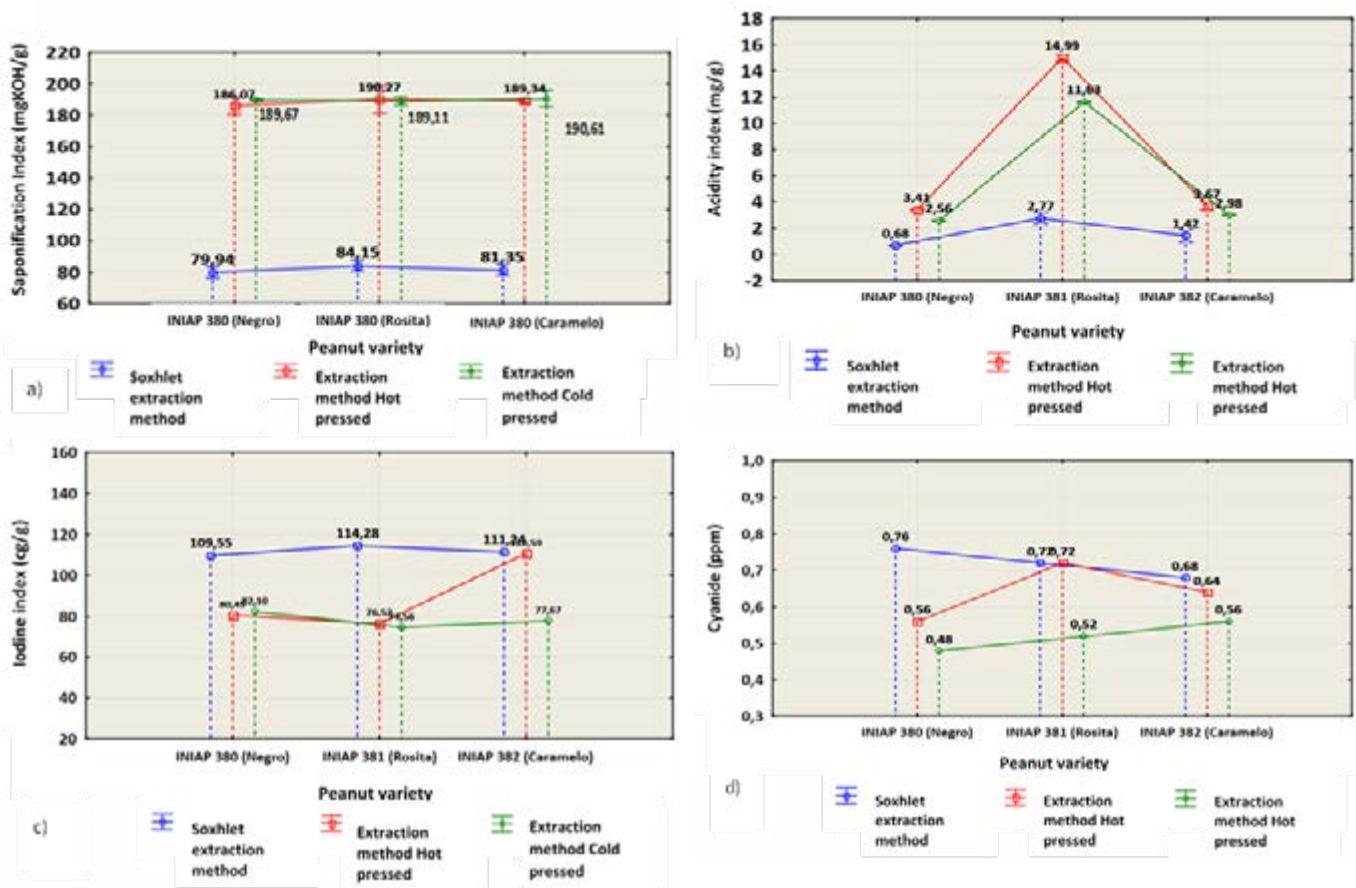 Saponification Index (mgKOH/g)
220
200
180
160
140
120
100
80
60
186,07
190,27
189,34
189,67
189,11
190,61
79,94
84,15
81,35
INIAP 380 (Negro)
INIAP 380 (Rosita)
INIAP 380 (Caramelo)
Peanut variety
a)
Soxhlet
extraction
method
Extraction
method Hot
pressed
Extraction
method Cold
pressed
Acidity index (mg/g)
18
16
14
12
10
8
6
4
2
0
-2
14,99
3,41
2,56
3,67
2,98
0,68
2,77
1,42
INIAP 380 (Negro)
INIAP 381 (Rosita)
INIAP 382 (Caramelo)
Peanut variety
b)
Soxhlet
extraction
method
Extraction
method Hot
pressed
Extraction
method Hot
pressed
Iodine index (cg/g)
160
140
120
100
80
60
40
20
109,55
114,28
111,24
82,50
76,53
77,67
INIAP 380 (Negro)
INIAP 381 (Rosita)
INIAP 382 (Caramelo)
Peanut variety
c)
Soxhlet
extraction
method
Extraction
method Hot
pressed
Extraction
method Cold
pressed
Cyanide (ppm)
1,0
0,9
0,8
0,7
0,6
0,5
0,4
0,3
0,76
0,72
0,72
0,68
0,64
0,56
0,56
0,48
0,52
INIAP 380 (Negro)
INIAP 381 (Rosita)
INIAP 382 (Caramelo)
Peanut variety
d)
Soxhlet
extraction
method
Extraction
method Hot
pressed
Extraction
method Hot
pressed